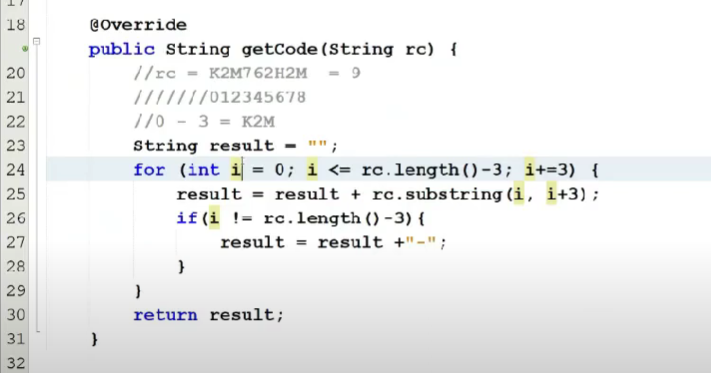 17
18 @Override
public String getCode(String rc) {
20 //rc = K2M762H2M  = 9
21 ///////012345678
22 //0 - 3 = K2M
23 String result = "";
24 for (int i = 0; i <= rc.length()-3; i+=3) {
25 result = result + rc.substring(i, i+3);
26 if(i != rc.length()-3){
27 result = result +"-";
28 }
29 }
30 return result;
31 }
32